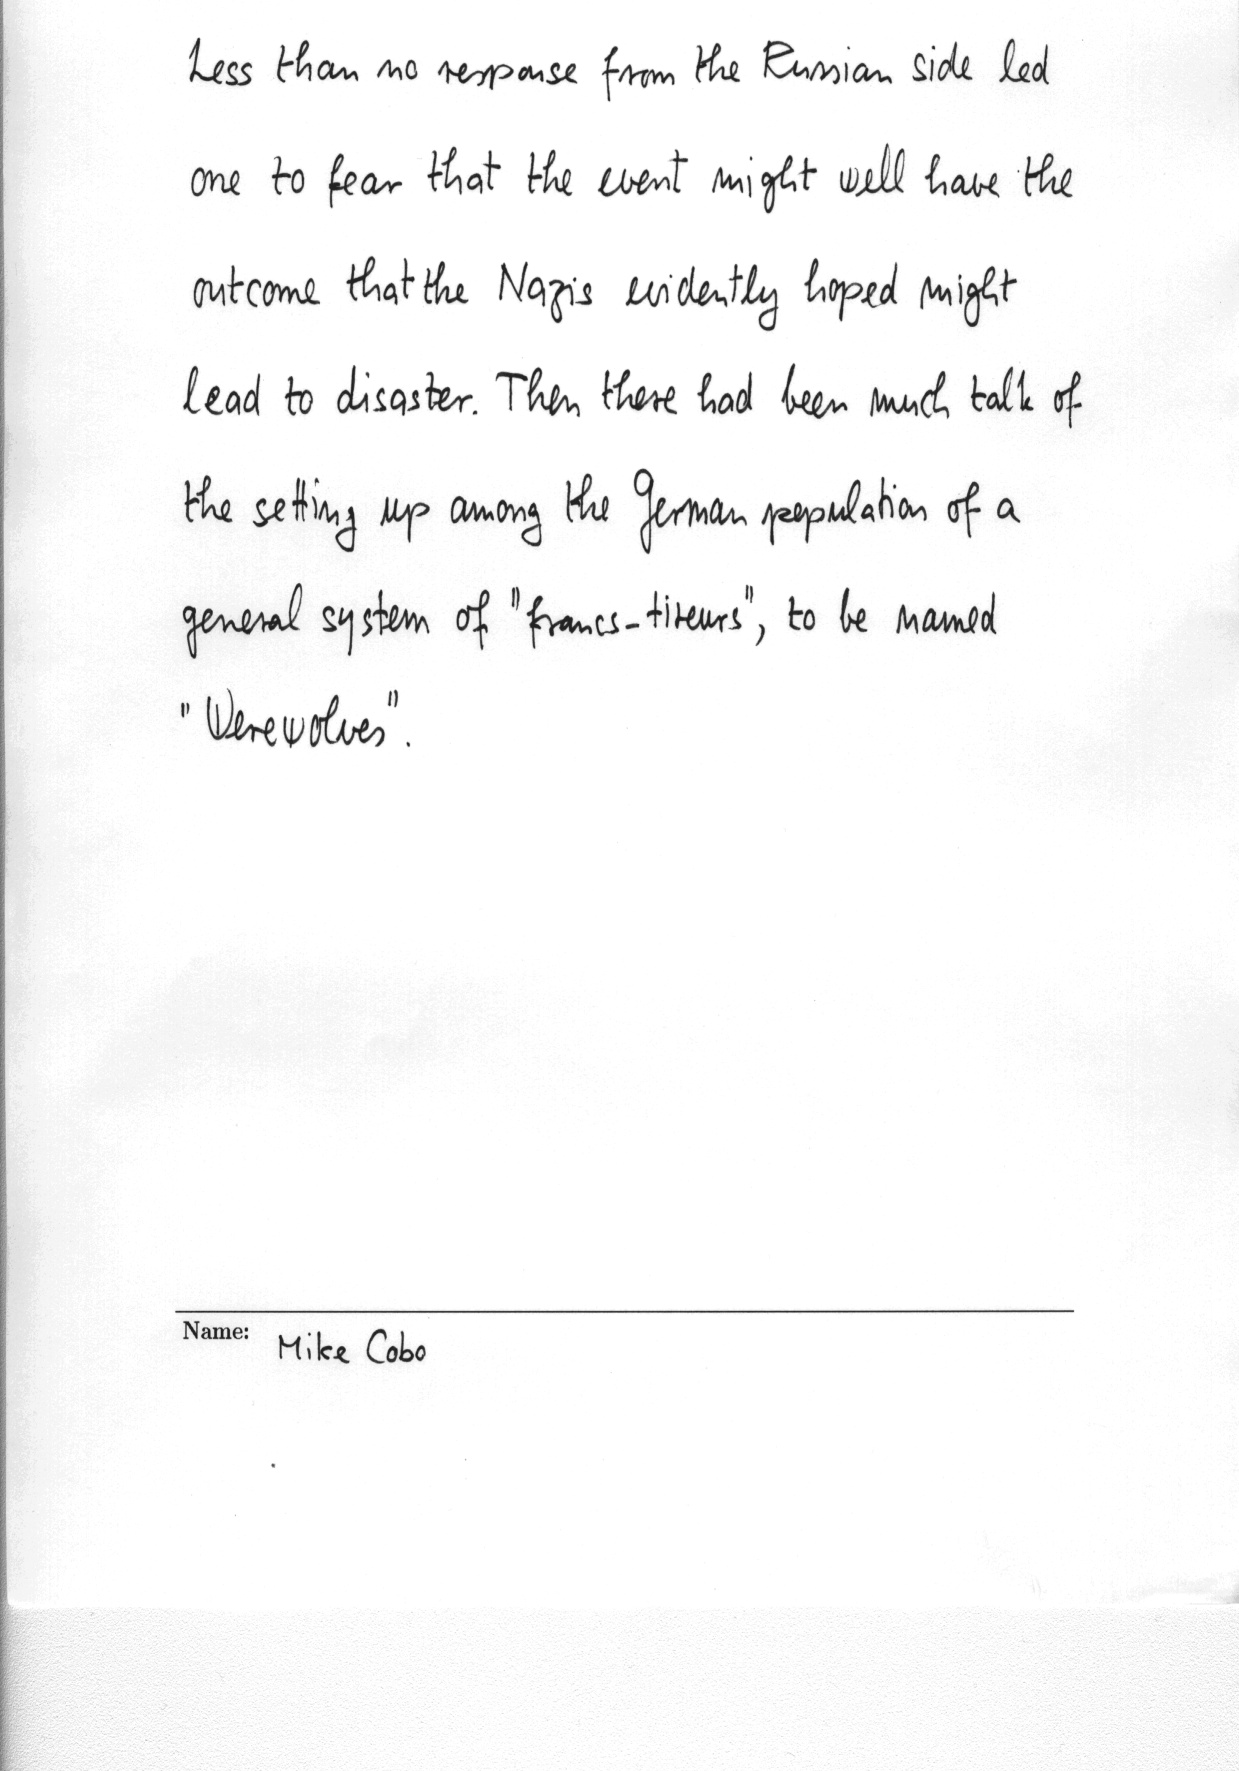 Less than no response from the Russian side led
one to fear that the event might well have the
outcome that the Nazis evidently hoped might
lead to disaster. Then there had been much talk of
the setting up among the German population of a
general system of "francs-tireurs", to be named
"Werewolves".
Name: Mike Cobo